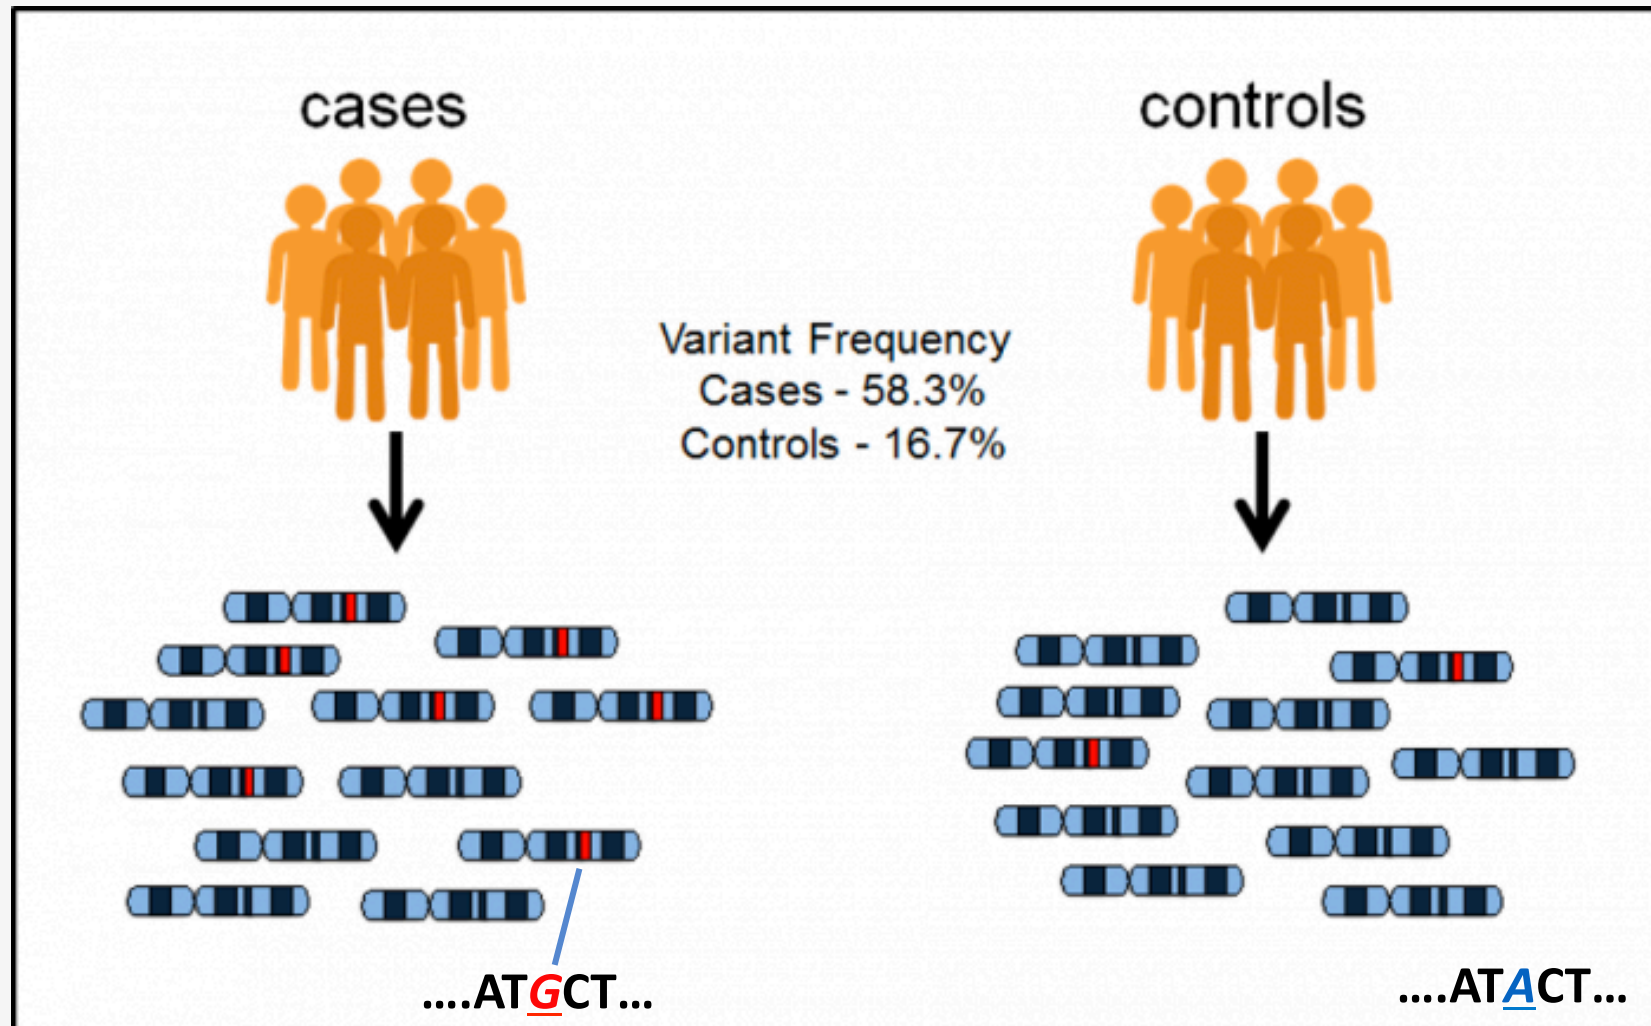 cases
controls
Variant Frequency
Cases - 58.3%
Controls - 16.7%
....ATGCT...
....ATACT...